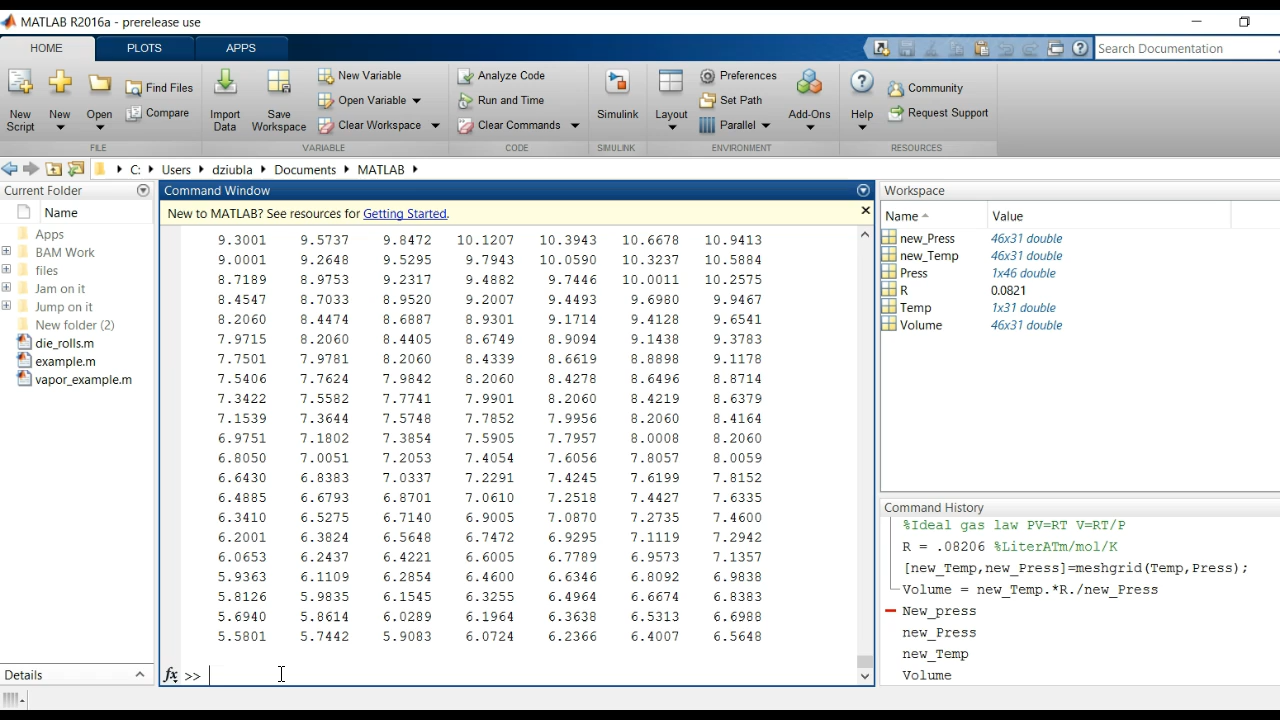 MATLAB R2016a - prerelease use
HOME PLOTS APPS
Search Documentation
New Script
New
Open
Find Files
Compare
Import Data
Save Workspace
New Variable
Open Variable
Clear Workspace
Analyze Code
Run and Time
Clear Commands
Simulink
Layout
Preferences
Set Path
Parallel
Add-Ons
Help
Community
Request Support
FILE VARIABLE CODE SIMULINK ENVIRONMENT RESOURCES
C: Users dziubla Documents MATLAB
Current Folder
Name
Apps
BAM Work
files
Jam on it
Jump on it
New folder (2)
die_rolls.m
example.m
vapor_example.m
Details
Command Window
New to MATLAB? See resources for Getting Started.
9.3001 9.5737 9.8472 10.1207 10.3943 10.6678 10.9413
9.0001 9.2648 9.5295 9.7943 10.0590 10.3237 10.5884
8.7189 8.9753 9.2317 9.4882 9.7446 10.0011 10.2575
8.4547 8.7033 8.9520 9.2007 9.4493 9.6980 9.9467
8.2060 8.4474 8.6887 8.9301 9.1714 9.4128 9.6541
7.9715 8.2060 8.4405 8.6749 8.9094 9.1438 9.3783
7.7501 7.9781 8.2060 8.4339 8.6619 8.8898 9.1178
7.5406 7.7624 7.9842 8.2060 8.4278 8.6496 8.8714
7.3422 7.5582 7.7741 7.9901 8.2060 8.4219 8.6379
7.1539 7.3644 7.5748 7.7852 7.9956 8.2060 8.4164
6.9751 7.1802 7.3854 7.5905 7.7957 8.0008 8.2060
6.8050 7.0051 7.2053 7.4054 7.6056 7.8057 8.0059
6.6430 6.8383 7.0337 7.2291 7.4245 7.6199 7.8152
6.4885 6.6793 6.8701 7.0610 7.2518 7.4427 7.6335
6.3410 6.5275 6.7140 6.9005 7.0870 7.2735 7.4600
6.2001 6.3824 6.5648 6.7472 6.9295 7.1119 7.2942
6.0653 6.2437 6.4221 6.6005 6.7789 6.9573 7.1357
5.9363 6.1109 6.2854 6.4600 6.6346 6.8092 6.9838
5.8126 5.9835 6.1545 6.3255 6.4964 6.6674 6.8383
5.6940 5.8614 6.0289 6.1964 6.3638 6.5313 6.6988
5.5801 5.7442 5.9083 6.0724 6.2366 6.4007 6.5648
fx >>
Workspace
Name Value
new_Press 46x31 double
new_Temp 46x31 double
Press 1x46 double
R 0.0821
Temp 1x31 double
Volume 46x31 double
Command History
%Ideal gas law PV=RT V=RT/P
R = .08206 %LiterATm/mol/K
[new_Temp,new_Press]=meshgrid(Temp,Press);
Volume = new_Temp.*R./new_Press
New_press
new_Press
new_Temp
Volume